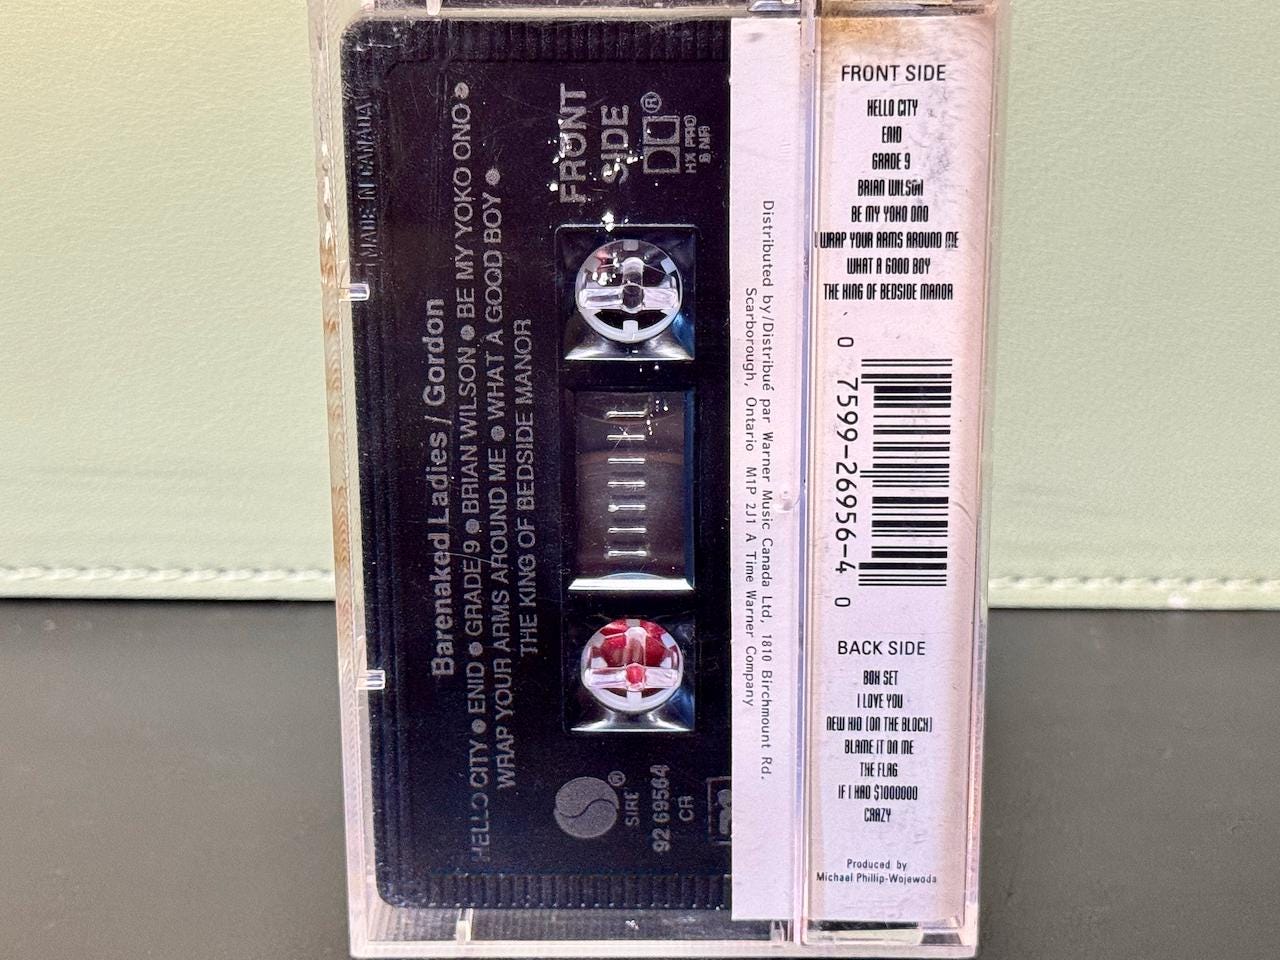 MADE IN CANADA
Barenaked Ladies / Gordon
HELLO CITY ● ENID ● GRADE 9 ● BRIAN WILSON ● BE MY YOKO ONO ●
WRAP YOUR ARMS AROUND ME ● WHAT A GOOD BOY ●
THE KING OF BEDSIDE MANOR
FRONT
SIDE
®
HX PRO
B NR
SIRE
®
92 69564
CR
Distributed by/Distribué par Warner Music Canada Ltd, 1810 Birchmount Rd.
Scarborough, Ontario M1P 2J1 A Time Warner Company
FRONT SIDE
HELLO CITY
ENID
GRADE 9
BRIAN WILSON
BE MY YOKO ONO
WRAP YOUR ARMS AROUND ME
WHAT A GOOD BOY
THE KING OF BEDSIDE MANOR
0 7599-26956-4 0
BACK SIDE
BOX SET
I LOVE YOU
NEW KID (ON THE BLOCK)
BLAME IT ON ME
THE FLAG
IF I HAD $1000000
CRAZY
Produced by
Michael Phillip-Wojewoda